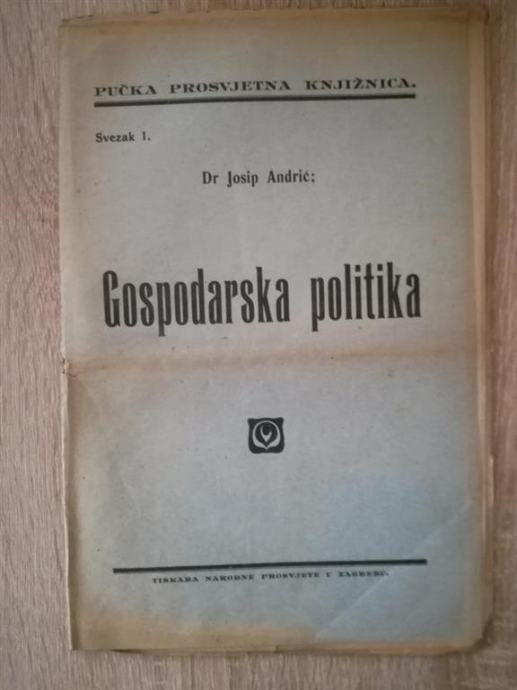 PUČKA PROSVJETNA KNJIŽNICA.
Svezak 1.
Dr Josip Andrić:
Gospodarska politika
TISKARA NARODNE PROSVJETE U ZAGREBU.